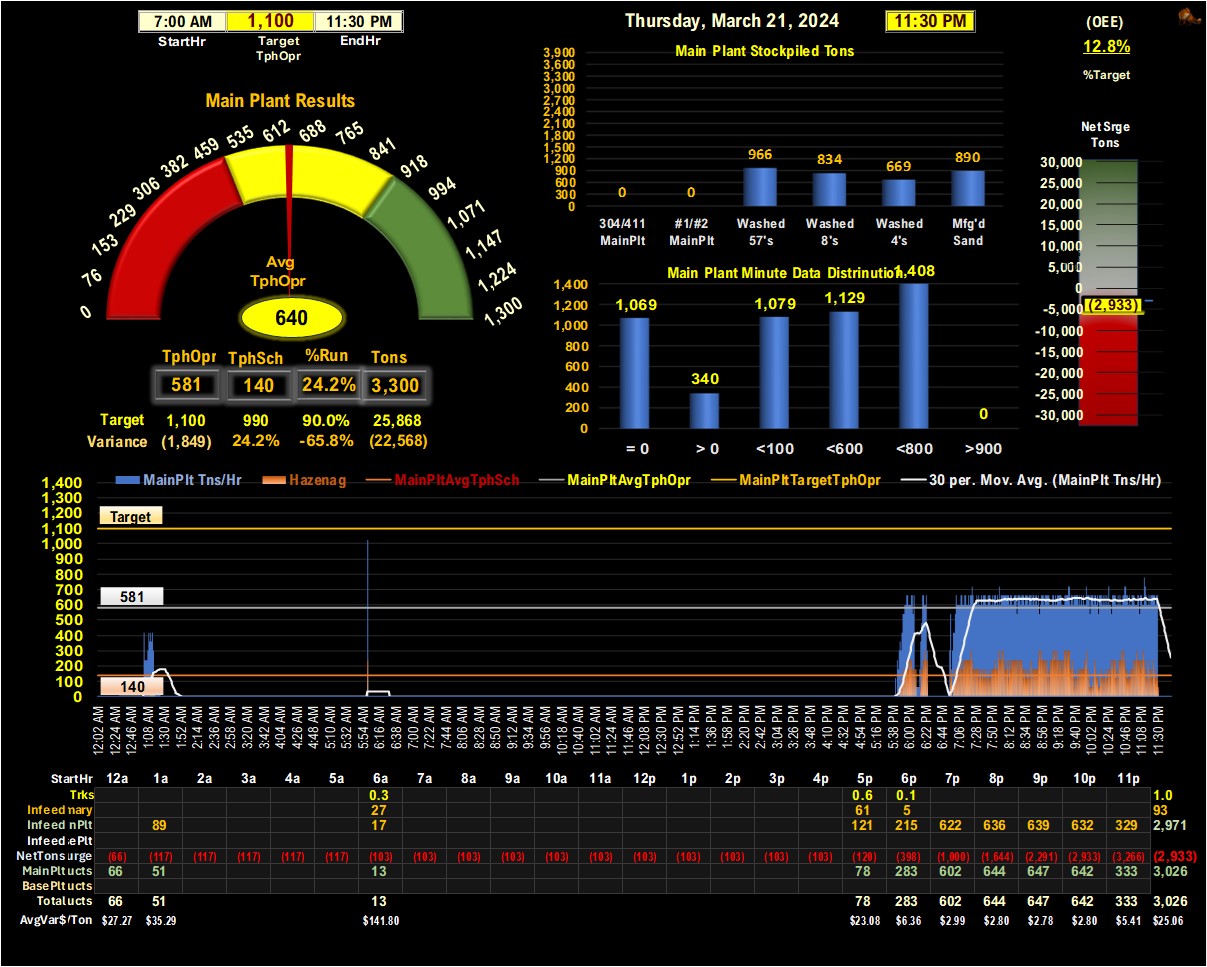 7:00 AM 1,100 11:30 PM
StartHr Target TphOpr EndHr
Thursday, March 21, 2024 11:30 PM
(OEE)
12.8%
%Target
Main Plant Stockpiled Tons
3,900
3,600
3,300
3,000
2,700
2,400
2,100
1,800
1,500
1,200
900
600
300
0
0 0 966 834 669 890
304/411 #1/#2 Washed Washed Washed Mfg'd
MainPlt MainPlt 57's 8's 4's Sand
Main Plant Results
0 76 153 229 306 382 459 535 612 688 765 841 918 994 1,071 1,147 1,224 1,300
Avg
TphOpr
640
TphOpr TphSch %Run Tons
581 140 24.2% 3,300
Target 1,100 990 90.0% 25,868
Variance (1,849) 24.2% -65.8% (22,568)
Main Plant Minute Data Distrinution
1,400
1,200
1,000
800
600
400
200
0
1,069 340 1,079 1,129 1,408 0
= 0 > 0 <100 <600 <800 >900
NetSrge
Tons
30,000
25,000
20,000
15,000
10,000
5,000
0
-5,000
(2,933)
-10,000
-15,000
-20,000
-25,000
-30,000
MainPlt Tns/Hr Hazenag MainPltAvgTphSch MainPltAvgTphOpr MainPltTargetTphOpr 30 per. Mov. Avg. (MainPlt Tns/Hr)
1,400
1,300
1,200
1,100
1,000
900
800
700
600
500
400
300
200
100
0
Target
581
140
12:02 AM 12:24 AM 12:46 AM 1:08 AM 1:30 AM 1:52 AM 2:14 AM 2:36 AM 2:58 AM 3:20 AM 3:42 AM 4:04 AM 4:26 AM 4:48 AM 5:10 AM 5:32 AM 5:54 AM 6:16 AM 6:38 AM 7:00 AM 7:22 AM 7:44 AM 8:06 AM 8:28 AM 8:50 AM 9:12 AM 9:34 AM 9:56 AM 10:18 AM 10:40 AM 11:02 AM 11:24 AM 11:46 AM 12:08 PM 12:30 PM 12:52 PM 1:14 PM 1:36 PM 1:58 PM 2:20 PM 2:42 PM 3:04 PM 3:26 PM 3:48 PM 4:10 PM 4:32 PM 4:54 PM 5:16 PM 5:38 PM 6:00 PM 6:22 PM 6:44 PM 7:06 PM 7:28 PM 7:50 PM 8:12 PM 8:34 PM 8:56 PM 9:18 PM 9:40 PM 10:02 PM 10:24 PM 10:46 PM 11:08 PM 11:30 PM
StartHr 12a 1a 2a 3a 4a 5a 6a 7a 8a 9a 10a 11a 12p 1p 2p 3p 4p 5p 6p 7p 8p 9p 10p 11p
Trks 0.3 0.6 0.1 1.0
Infeed nary 27 61 5 93
Infeed nPlt 89 17 121 215 622 636 639 632 329 2,971
Infeed ePlt
NetTons urge (66) (117) (117) (117) (117) (117) (103) (103) (103) (103) (103) (103) (103) (103) (103) (103) (103) (120) (398) (1,000) (1,644) (2,291) (2,933) (3,266) (2,933)
MainPlt ucts 66 51 13 78 283 602 644 647 642 333 3,026
BasePlt ucts
Total ucts 66 51 13 78 283 602 644 647 642 333 3,026
AvgVar$/Ton $27.27 $35.29 $141.80 $23.08 $6.36 $2.99 $2.80 $2.78 $2.80 $5.41 $25.06